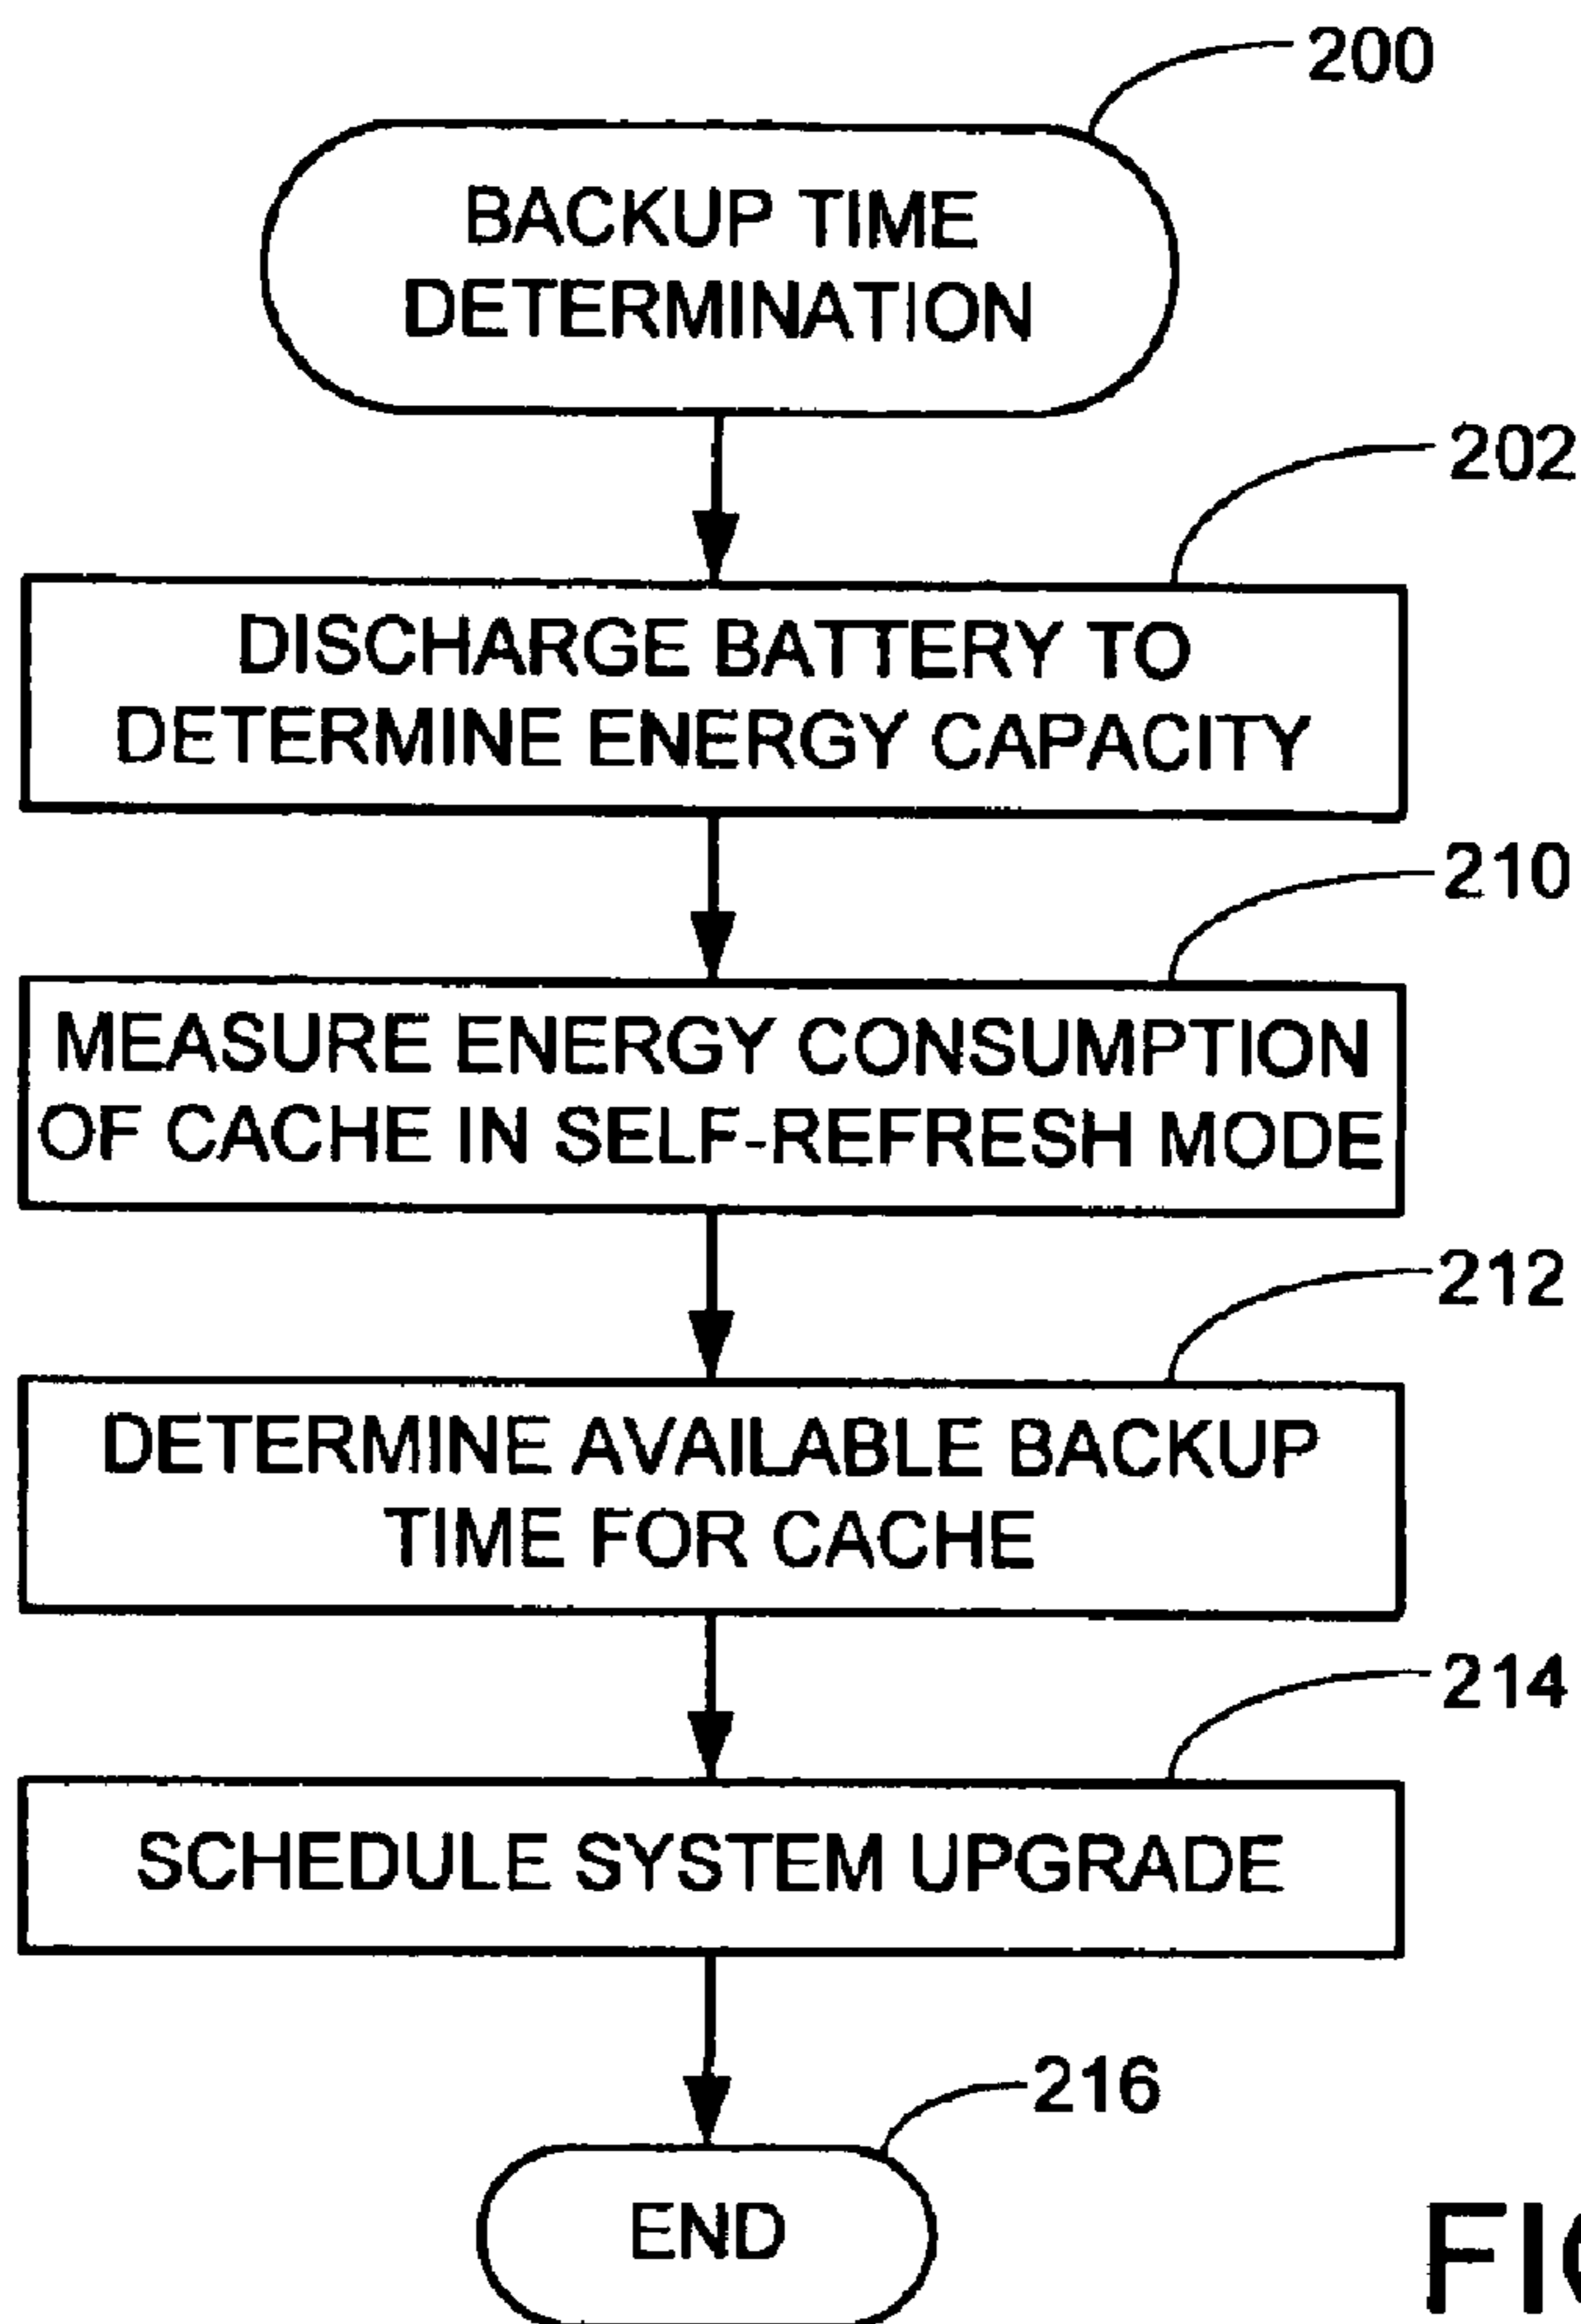 200
BACKUP TIME
DETERMINATION
202
DISCHARGE BATTERY TO
DETERMINE ENERGY CAPACITY
210
MEASURE ENERGY CONSUMPTION
OF CACHE IN SELF-REFRESH MODE
212
DETERMINE AVAILABLE BACKUP
TIME FOR CACHE
214
SCHEDULE SYSTEM UPGRADE
216
END